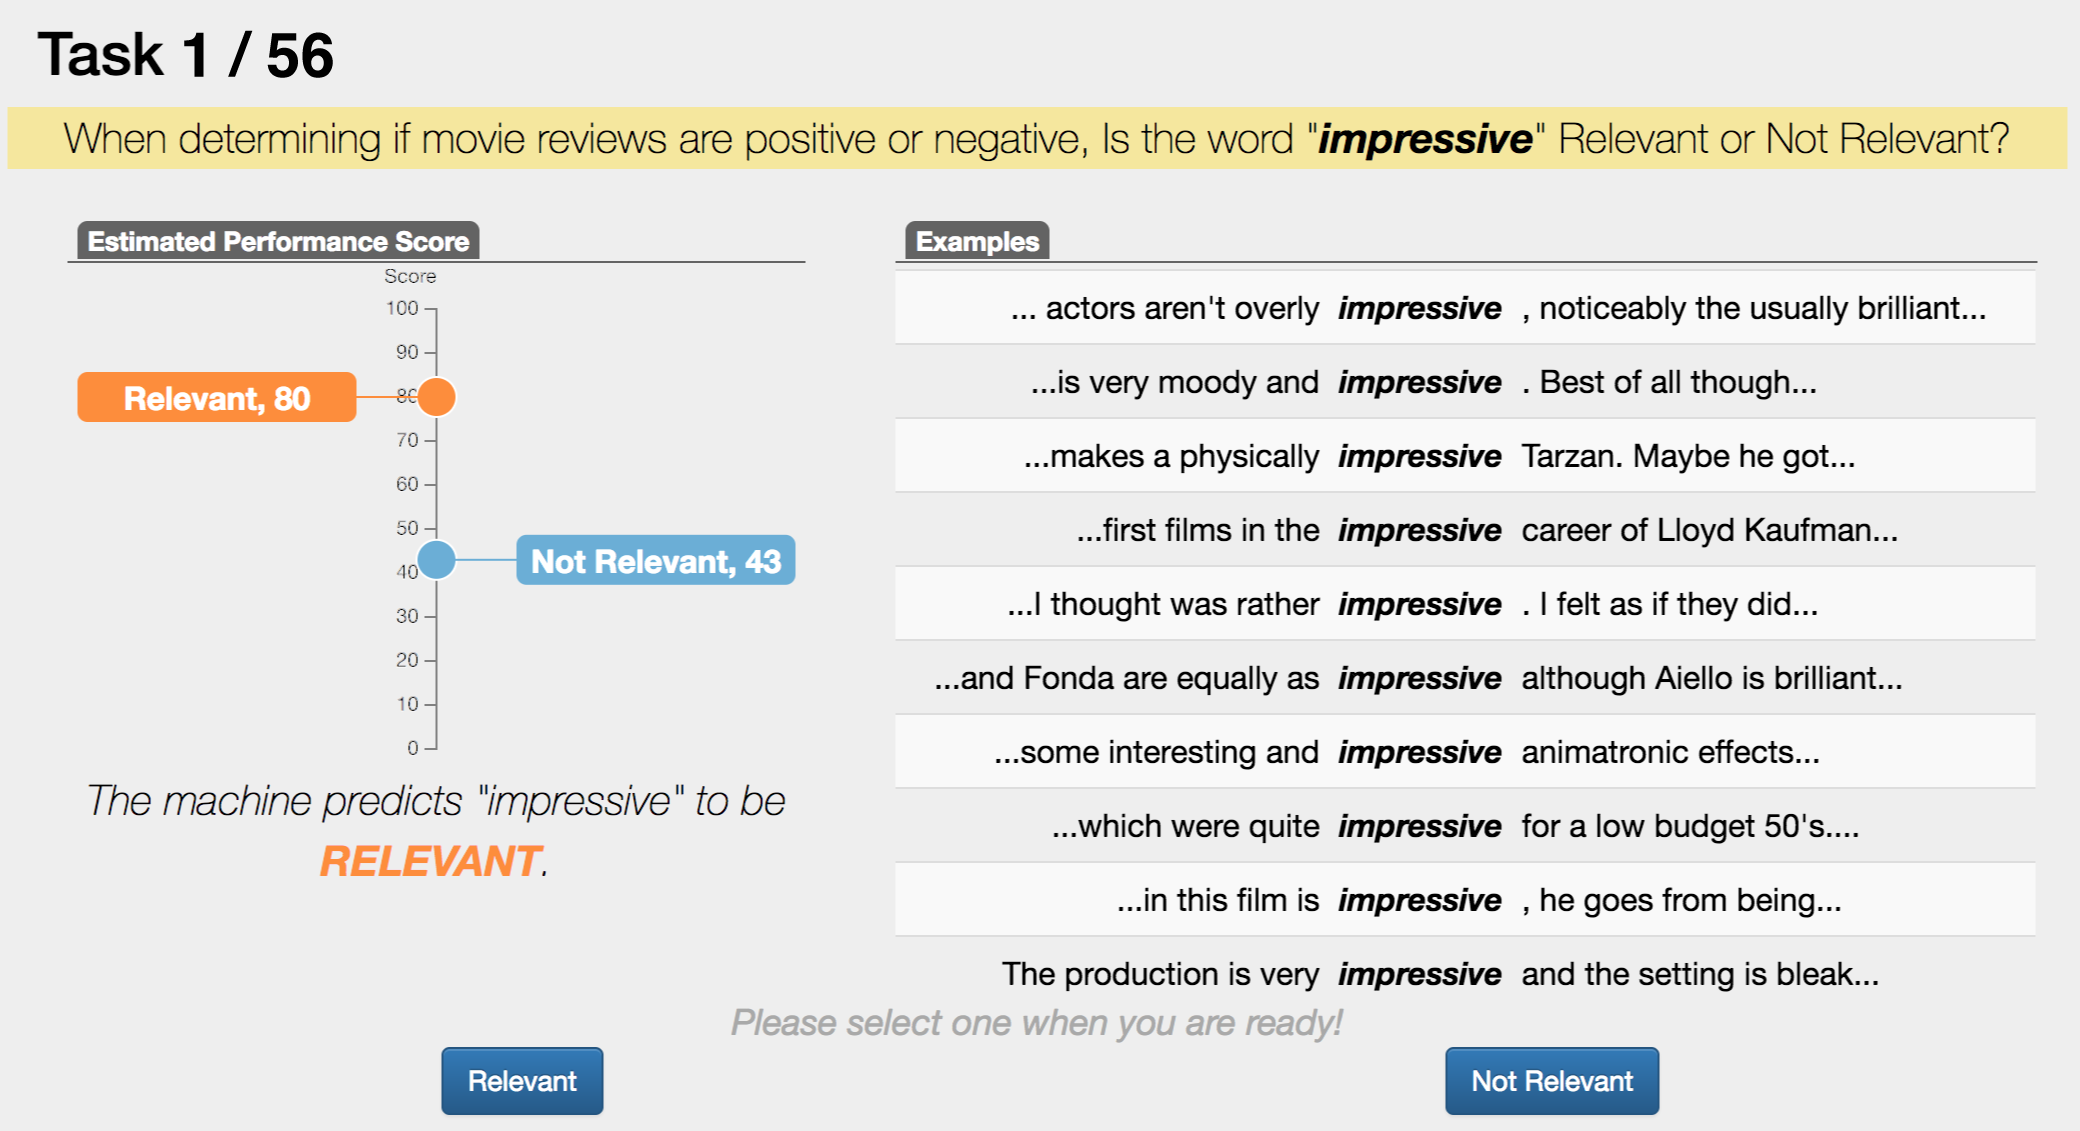 Task 1 / 56
When determining if movie reviews are positive or negative, Is the word "impressive" Relevant or Not Relevant?
Estimated Performance Score
Score
100
90
Relevant, 80
80
70
60
50
Not Relevant, 43
40
30
20
10
0
The machine predicts "impressive" to be
RELEVANT.
Examples
... actors aren't overly impressive , noticeably the usually brilliant...
...is very moody and impressive . Best of all though...
...makes a physically impressive Tarzan. Maybe he got...
...first films in the impressive career of Lloyd Kaufman...
...I thought was rather impressive . I felt as if they did...
...and Fonda are equally as impressive although Aiello is brilliant...
...some interesting and impressive animatronic effects...
...which were quite impressive for a low budget 50's....
...in this film is impressive , he goes from being...
The production is very impressive and the setting is bleak...
Please select one when you are ready!
Relevant
Not Relevant